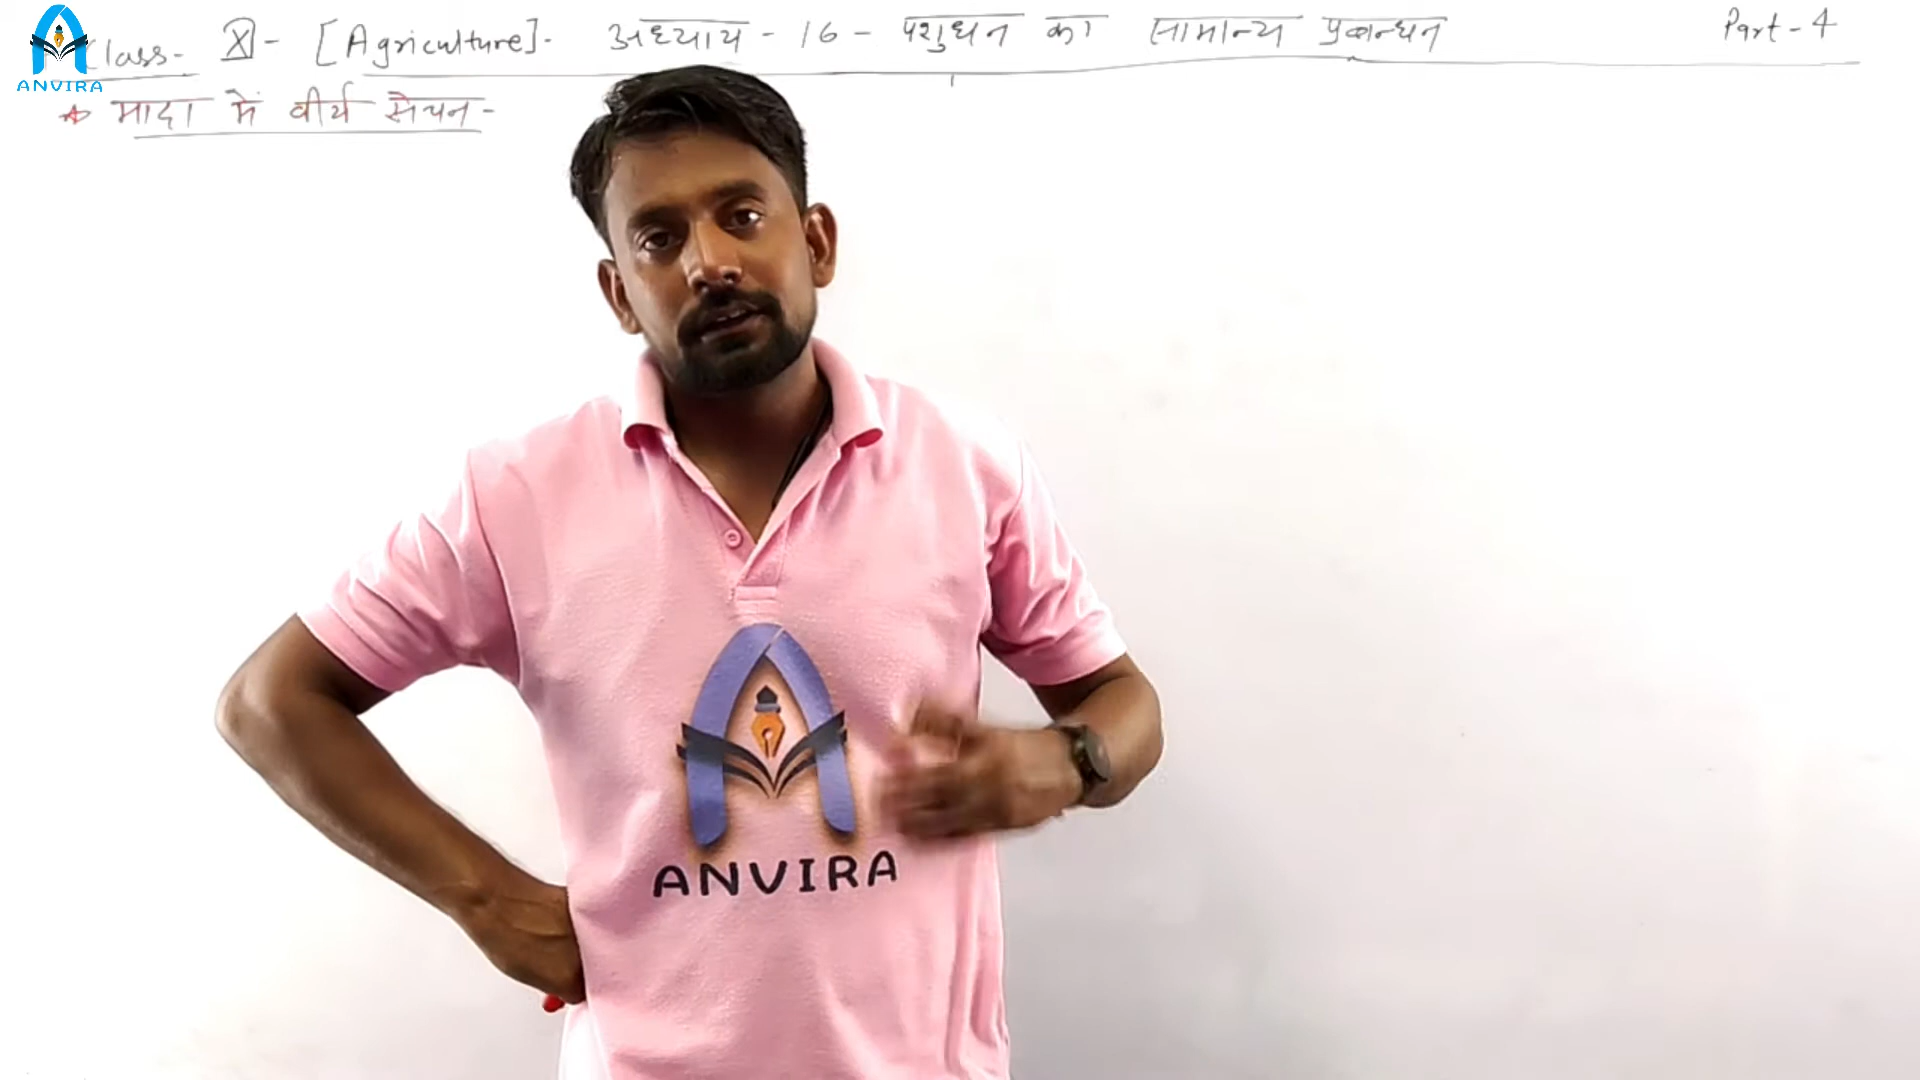 Class- XI- [Agriculture]- अध्याय - 16 - पशुधन का सामान्य प्रबन्धन Part - 4
ANVIRA
* मादा में वीर्य सेचन -
ANVIRA